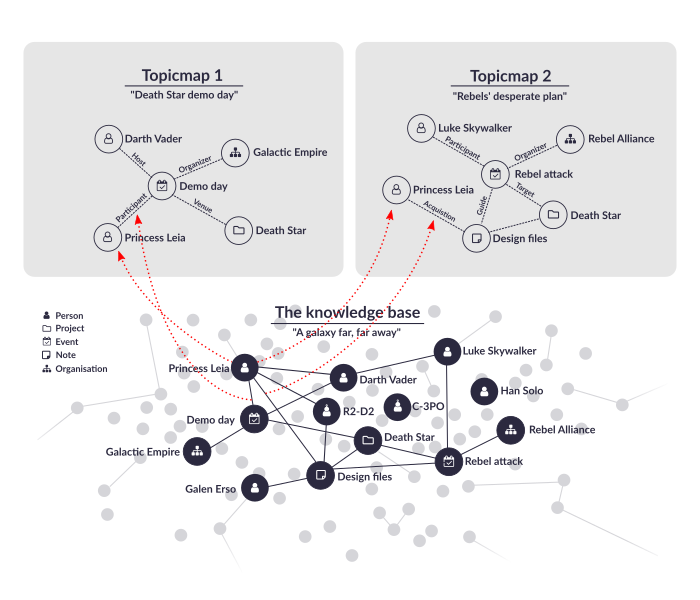 Topicmap 1
"Death Star demo day"
Darth Vader
Host
Organizer
Galactic Empire
Demo day
Participant
Venue
Princess Leia
Death Star
Topicmap 2
"Rebels' desperate plan"
Luke Skywalker
Participant
Organizer
Rebel Alliance
Rebel attack
Princess Leia
Target
Acquistion
Guide
Death Star
Design files
The knowledge base
"A galaxy far, far away"
Person
Project
Event
Note
Organisation
Princess Leia
Luke Skywalker
Darth Vader
Han Solo
R2-D2
C-3PO
Demo day
Death Star
Rebel Alliance
Galactic Empire
Rebel attack
Design files
Galen Erso